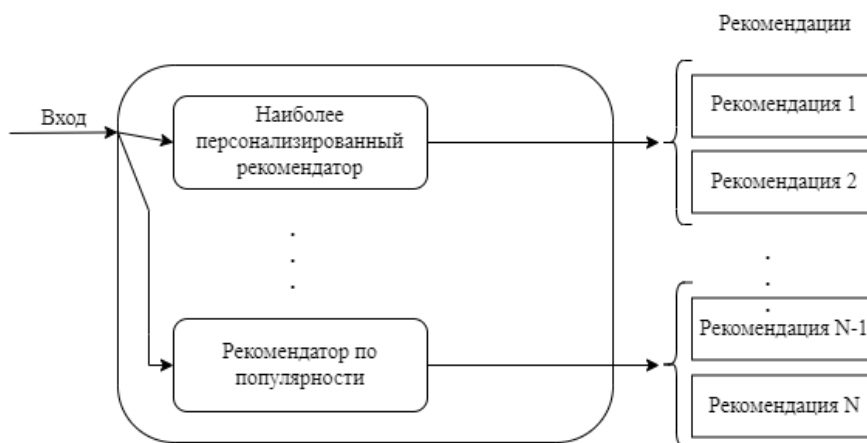 Рекомендации
Вход
Наиболее
персонализированный
рекомендатор
Рекомендация 1
Рекомендация 2
Рекомендатор по
популярности
Рекомендация N-1
Рекомендация N